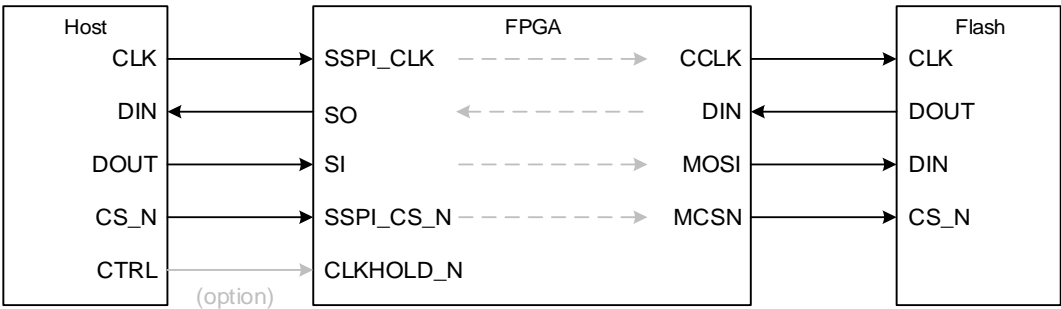 Host FPGA Flash
CLK SSPI_CLK CCLK CLK
DIN SO DIN DOUT
DOUT SI MOSI DIN
CS_N SSPI_CS_N MCSN CS_N
CTRL CLKHOLD_N
(option)